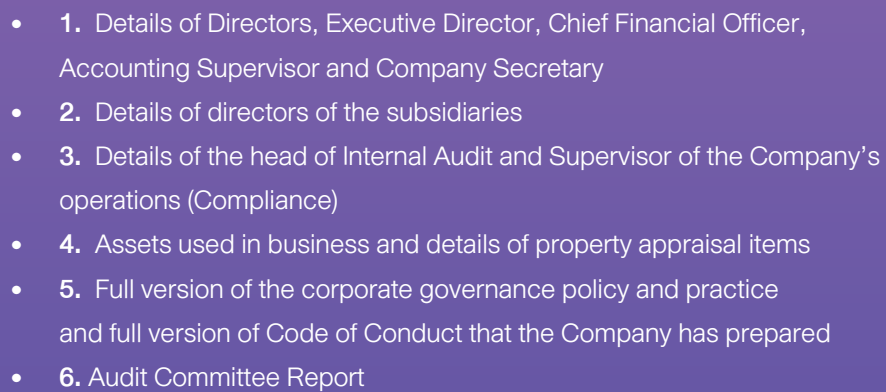 • 1. Details of Directors, Executive Director, Chief Financial Officer,
Accounting Supervisor and Company Secretary
• 2. Details of directors of the subsidiaries
• 3. Details of the head of Internal Audit and Supervisor of the Company's
operations (Compliance)
• 4. Assets used in business and details of property appraisal items
• 5. Full version of the corporate governance policy and practice
and full version of Code of Conduct that the Company has prepared
• 6. Audit Committee Report